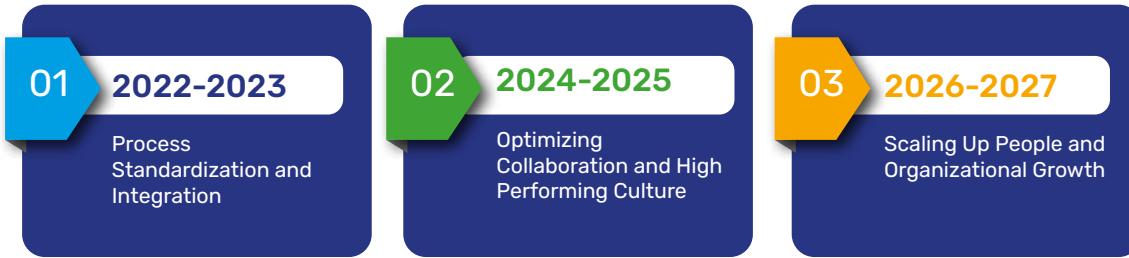 01
2022-2023
Process
Standardization and
Integration
02
2024-2025
Optimizing
Collaboration and High
Performing Culture
03
2026-2027
Scaling Up People and
Organizational Growth